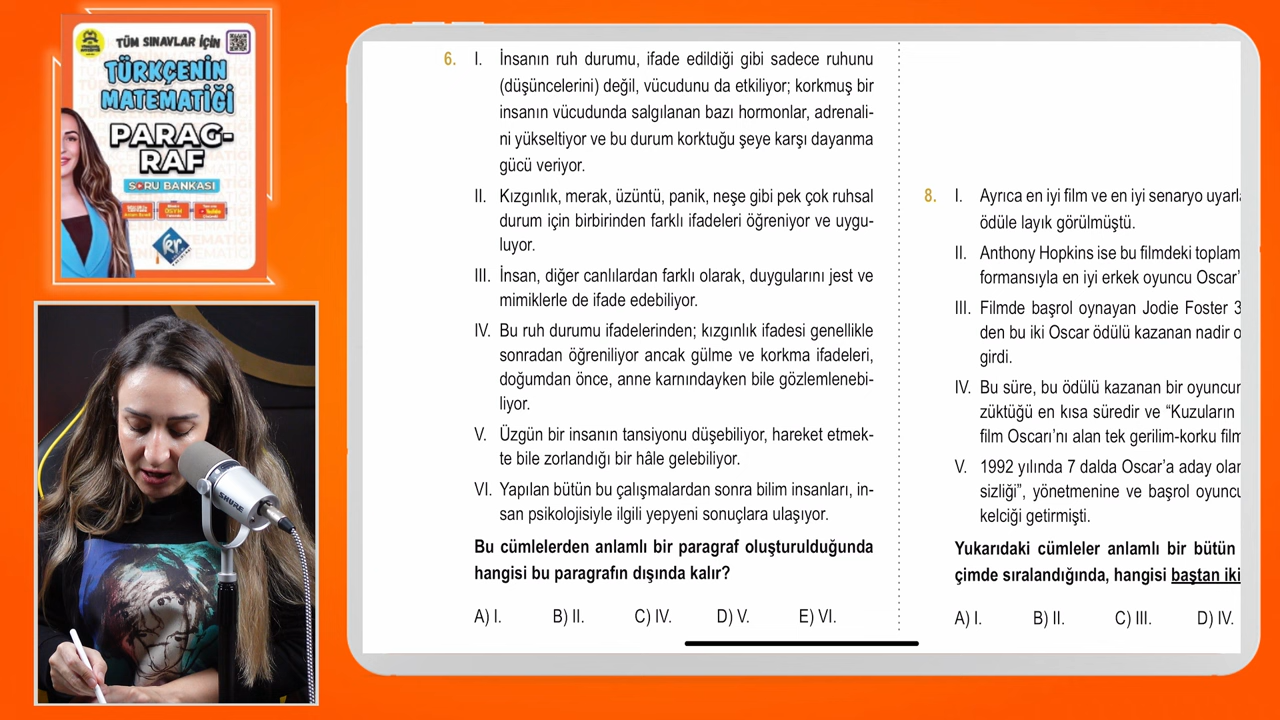 TÜM SINAVLAR İÇİN
TÜRKÇENİN
MATEMATİĞİ
PARAG-
RAF
SORU BANKASI
6. I. İnsanın ruh durumu, ifade edildiği gibi sadece ruhunu
(düşüncelerini) değil, vücudunu da etkiliyor; korkmuş bir
insanın vücudunda salgılanan bazı hormonlar, adrenali-
ni yükseltiyor ve bu durum korktuğu şeye karşı dayanma
gücü veriyor.
II. Kızgınlık, merak, üzüntü, panik, neşe gibi pek çok ruhsal
durum için birbirinden farklı ifadeleri öğreniyor ve uygu-
luyor.
III. İnsan, diğer canlılardan farklı olarak, duygularını jest ve
mimiklerle de ifade edebiliyor.
IV. Bu ruh durumu ifadelerinden; kızgınlık ifadesi genellikle
sonradan öğreniliyor ancak gülme ve korkma ifadeleri,
doğumdan önce, anne karnındayken bile gözlemlenebi-
liyor.
V. Üzgün bir insanın tansiyonu düşebiliyor, hareket etmek-
te bile zorlandığı bir hâle gelebiliyor.
VI. Yapılan bütün bu çalışmalardan sonra bilim insanları, in-
san psikolojisiyle ilgili yepyeni sonuçlara ulaşıyor.
Bu cümlelerden anlamlı bir paragraf oluşturulduğunda
hangisi bu paragrafın dışında kalır?
A) I. B) II. C) IV. D) V. E) VI.
8. I. Ayrıca en iyi film ve en iyi senaryo uyarla
ödüle layık görülmüştü.
II. Anthony Hopkins ise bu filmdeki toplam
formansıyla en iyi erkek oyuncu Oscar'
III. Filmde başrol oynayan Jodie Foster 3
den bu iki Oscar ödülü kazanan nadir o
girdi.
IV. Bu süre, bu ödülü kazanan bir oyuncun
züktüğü en kısa süredir ve “Kuzuların
film Oscarı'nı alan tek gerilim-korku film
V. 1992 yılında 7 dalda Oscar'a aday olan
sizliği”, yönetmenine ve başrol oyuncu
kelciği getirmişti.
Yukarıdaki cümleler anlamlı bir bütün
çimde sıralandığında, hangisi baştan iki
A) I. B) II. C) III. D) IV.
SHURE